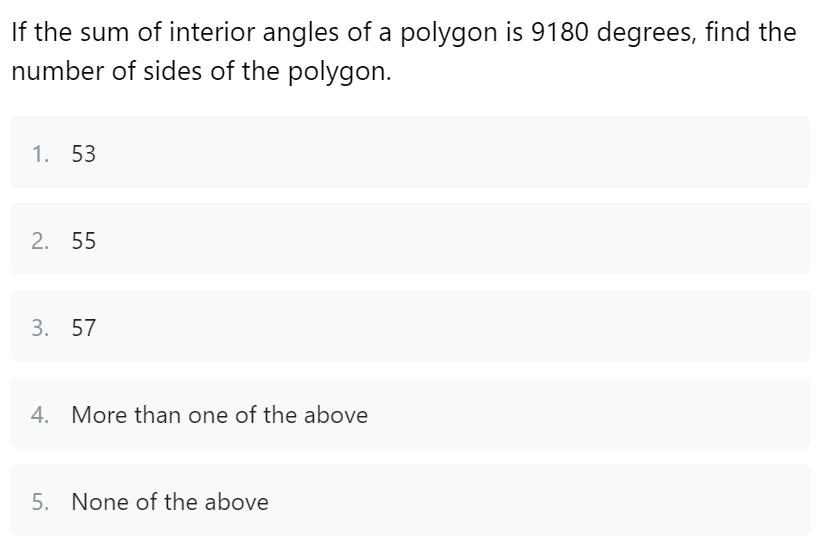 If the sum of interior angles of a polygon is 9180 degrees, find the
number of sides of the polygon.
1. 53
2. 55
3. 57
4. More than one of the above
5. None of the above